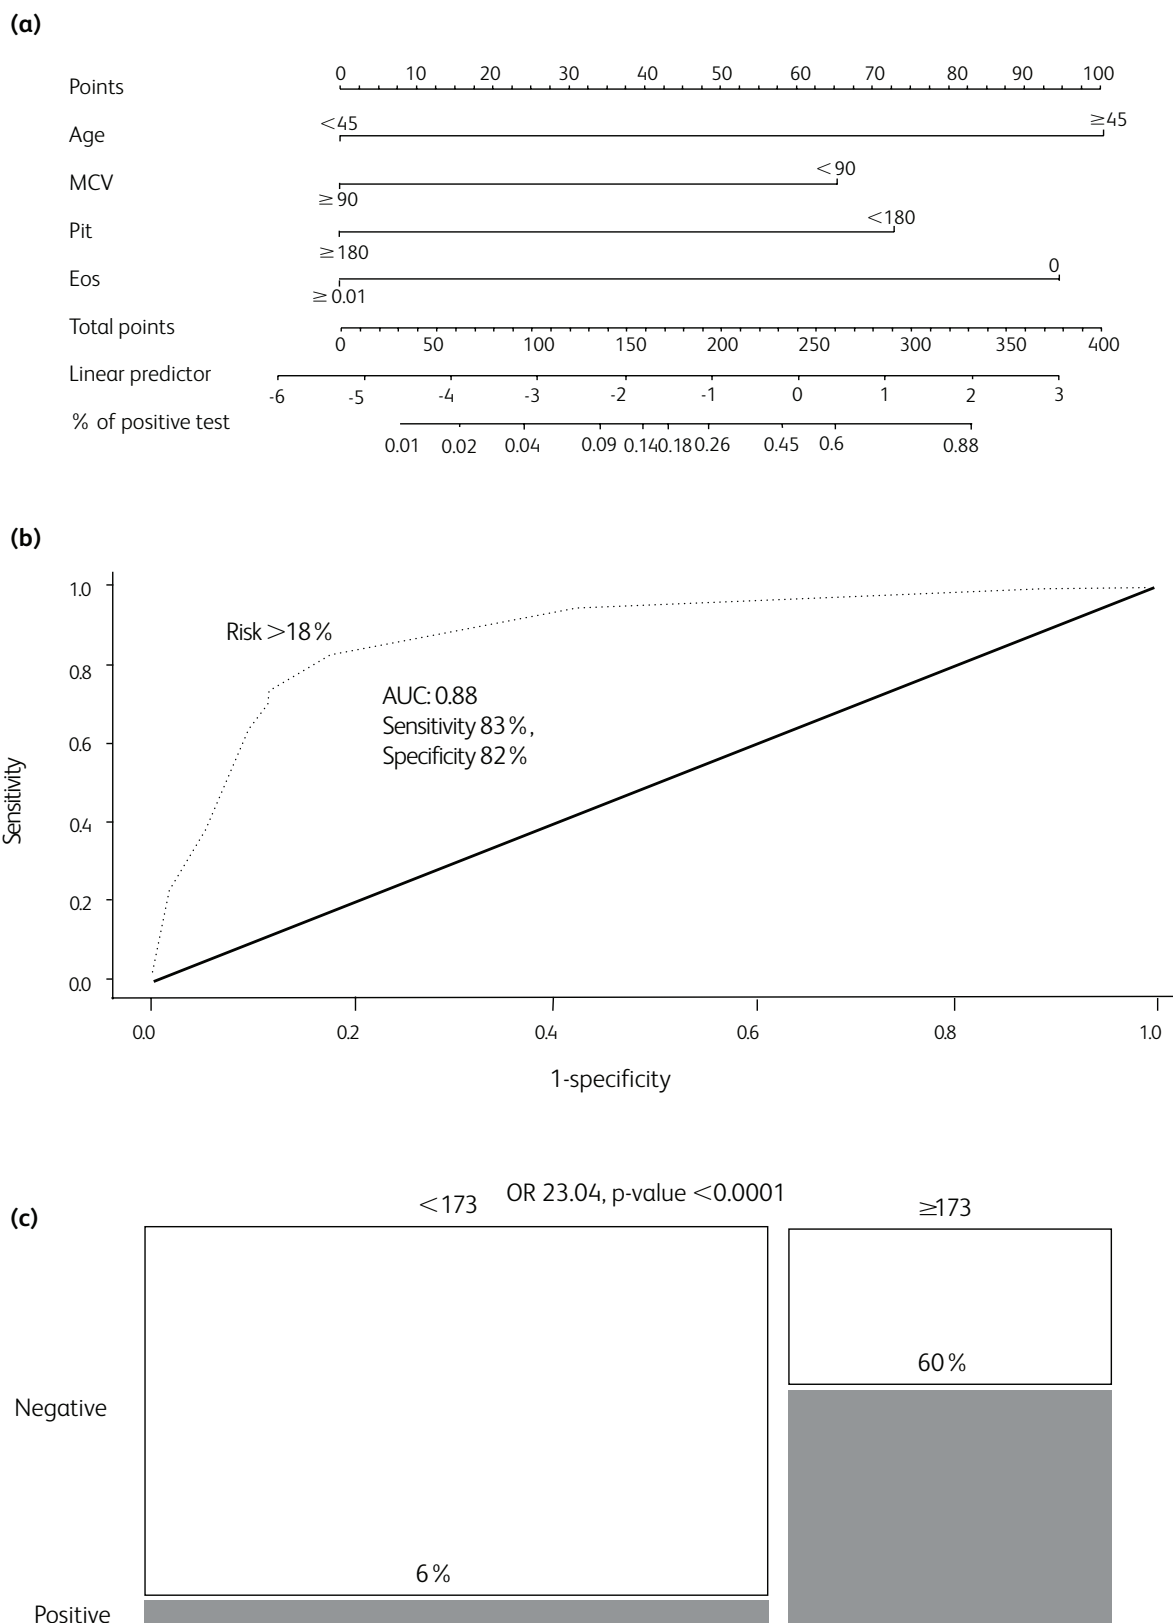 (a)
Points 0 10 20 30 40 50 60 70 80 90 100
Age <45 ≥45
MCV ≥90 <90
Pit ≥180 <180
Eos ≥0.01 0
Total points 0 50 100 150 200 250 300 350 400
Linear predictor -6 -5 -4 -3 -2 -1 0 1 2 3
% of positive test 0.01 0.02 0.04 0.09 0.14 0.18 0.26 0.45 0.6 0.88
(b)
Sensitivity
1.0
0.8
0.6
0.4
0.2
0.0
Risk >18%
AUC: 0.88
Sensitivity 83%,
Specificity 82%
0.0 0.2 0.4 0.6 0.8 1.0
1-specificity
(c)
OR 23.04, p-value <0.0001
<173 ≥173
60%
Negative
6%
Positive